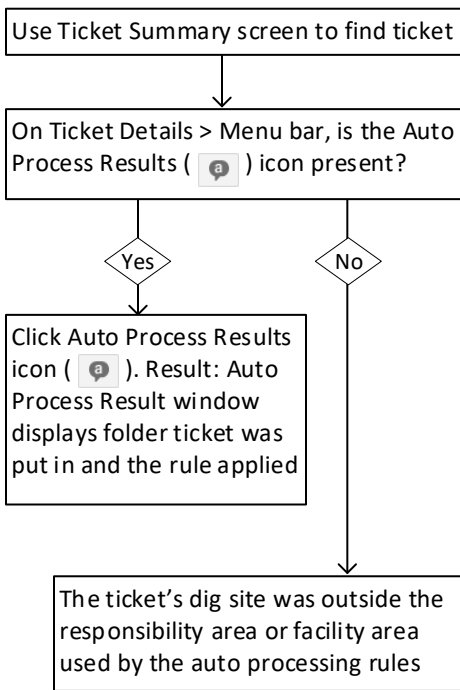 Use Ticket Summary screen to find ticket
On Ticket Details > Menu bar, is the Auto
Process Results ( a ) icon present?
Yes
No
Click Auto Process Results
icon ( a ). Result: Auto
Process Result window
displays folder ticket was
put in and the rule applied
The ticket’s dig site was outside the
responsibility area or facility area
used by the auto processing rules